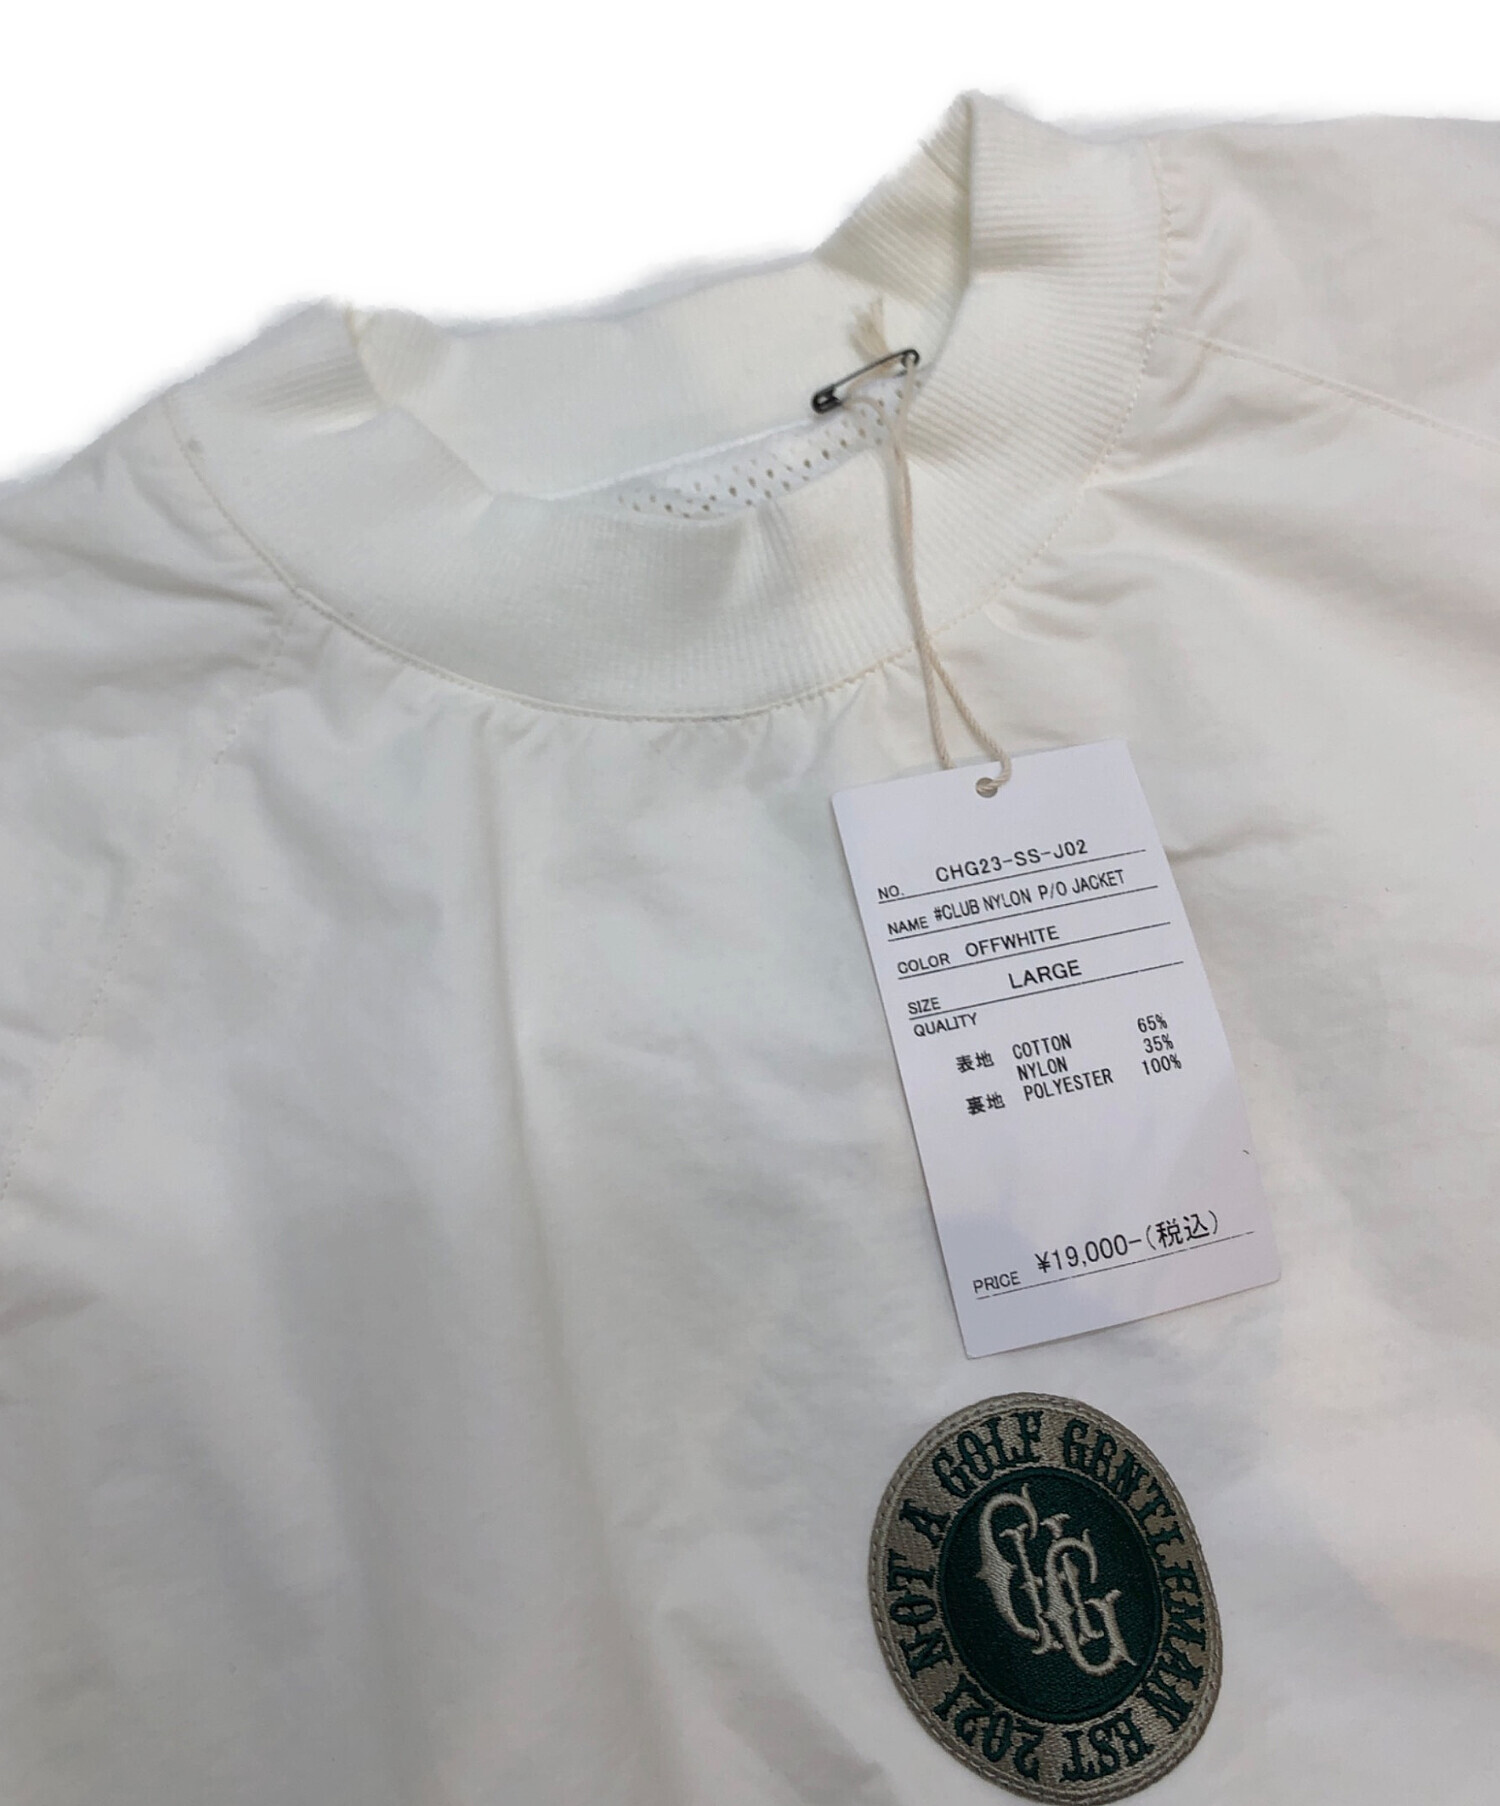 NO. CHG23-SS-J02
NAME #CLUB NYLON P/O JACKET
COLOR OFFWHITE
SIZE LARGE
QUALITY
表地 COTTON 65%
NYLON 35%
裏地 POLYESTER 100%
PRICE ¥19,000-(税込)
NOT A GOLF GENTLEMAN EST 2021
CHG